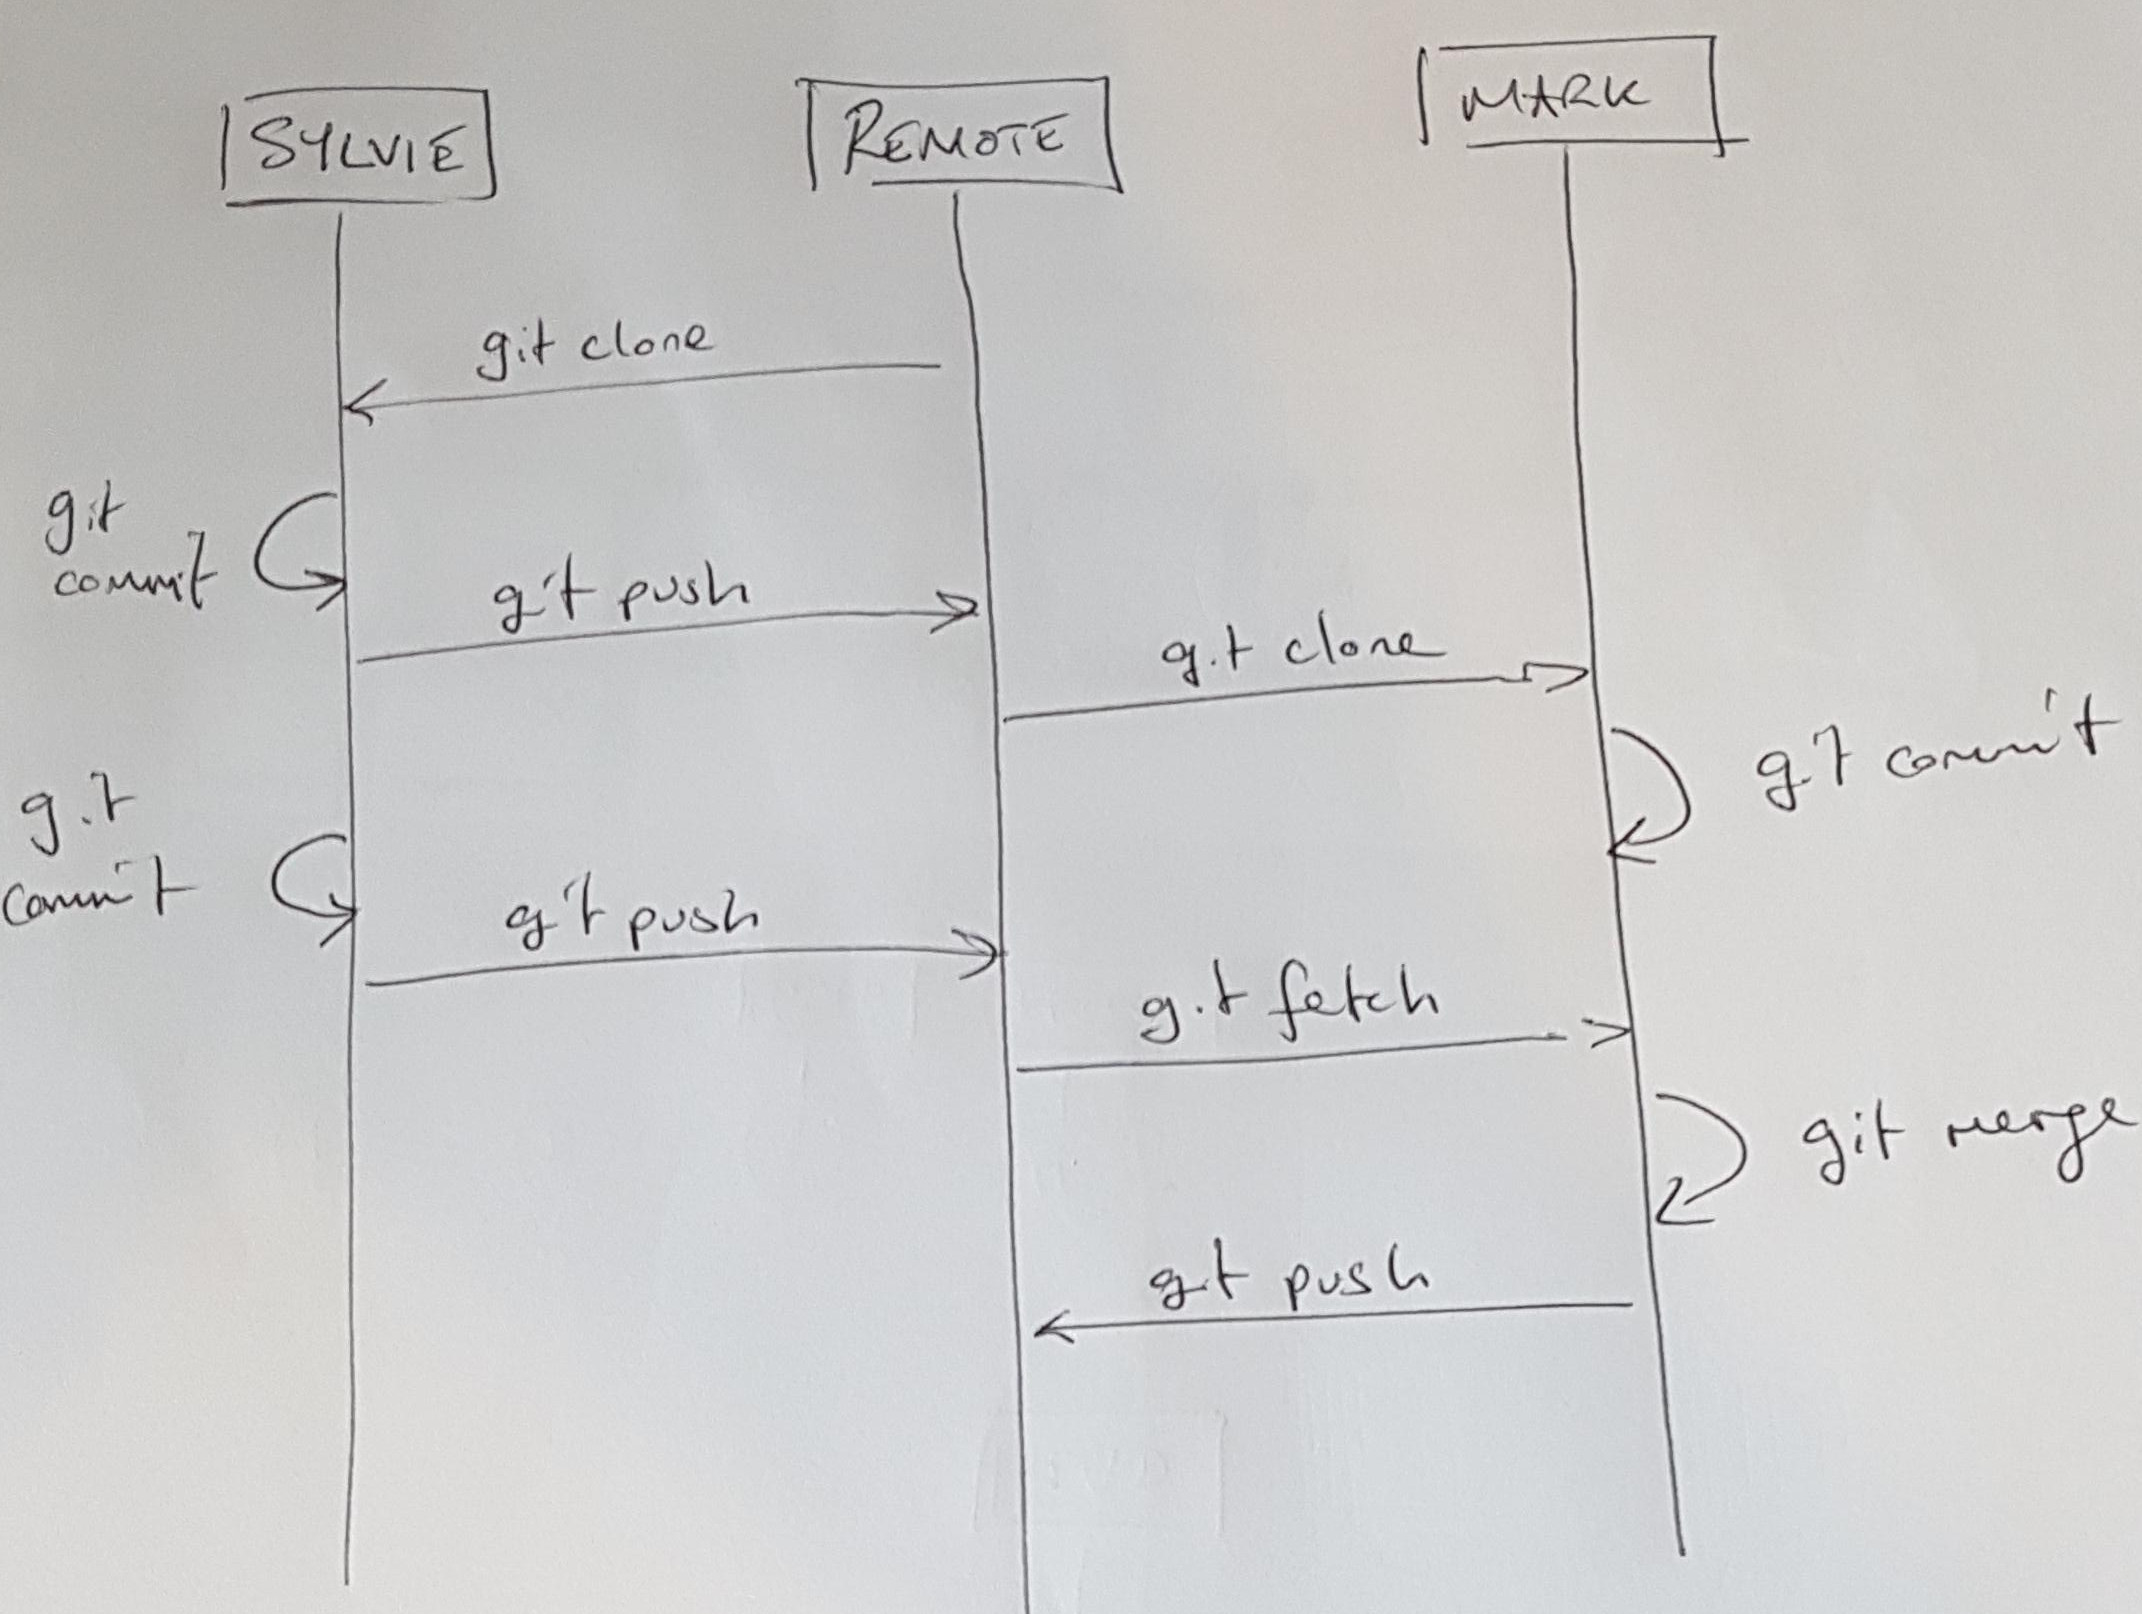 SYLVIE
REMOTE
MARK
git clone
git
commit
git push
git clone
git commit
git
commit
git push
git fetch
git merge
git push